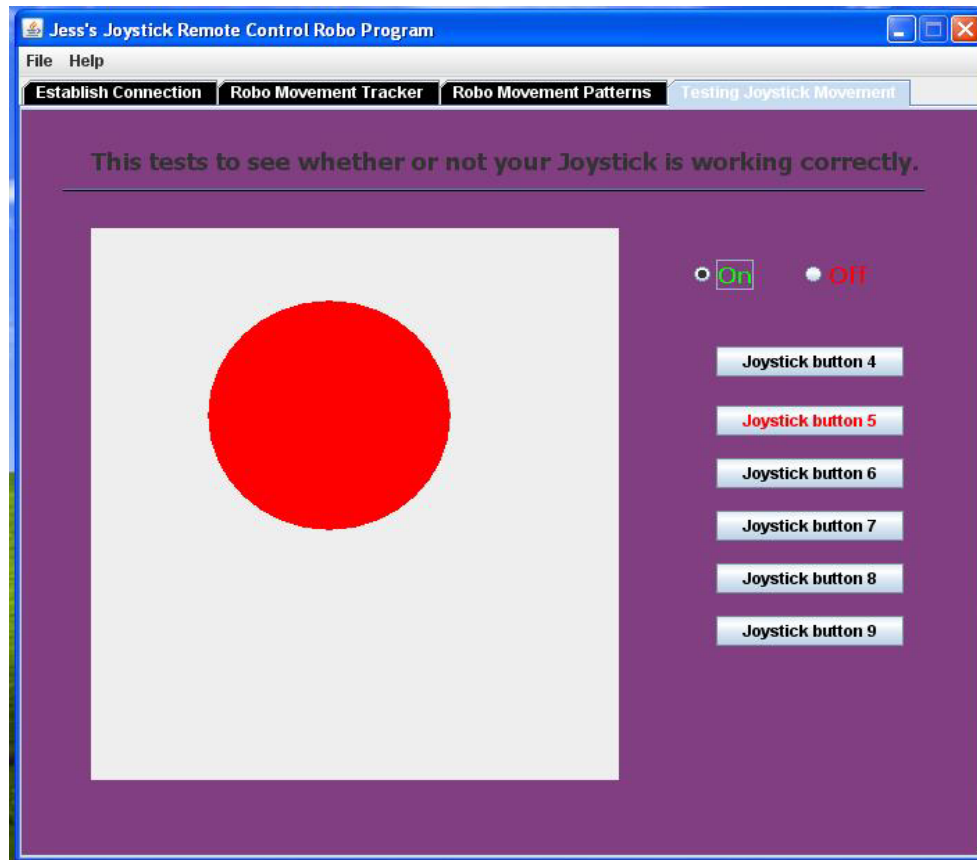 Jess's Joystick Remote Control Robo Program
File Help
Establish Connection Robo Movement Tracker Robo Movement Patterns Testing Joystick Movement
This tests to see whether or not your Joystick is working correctly.
On Off
Joystick button 4
Joystick button 5
Joystick button 6
Joystick button 7
Joystick button 8
Joystick button 9